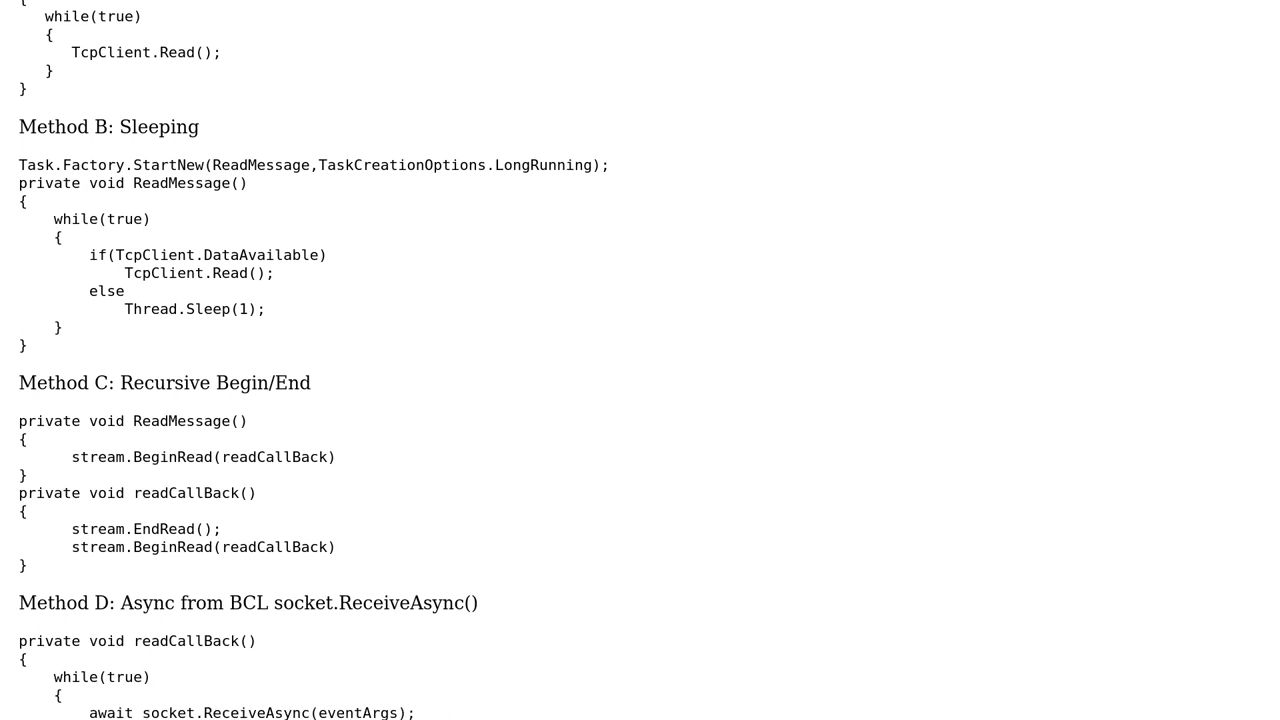 {
   while(true)
   {
      TcpClient.Read();
   }
}
Method B: Sleeping
Task.Factory.StartNew(ReadMessage,TaskCreationOptions.LongRunning);
private void ReadMessage()
{
    while(true)
    {
        if(TcpClient.DataAvailable)
            TcpClient.Read();
        else
            Thread.Sleep(1);
    }
}
Method C: Recursive Begin/End
private void ReadMessage()
{
      stream.BeginRead(readCallBack)
}
private void readCallBack()
{
      stream.EndRead();
      stream.BeginRead(readCallBack)
}
Method D: Async from BCL socket.ReceiveAsync()
private void readCallBack()
{
    while(true)
    {
        await socket.ReceiveAsync(eventArgs);